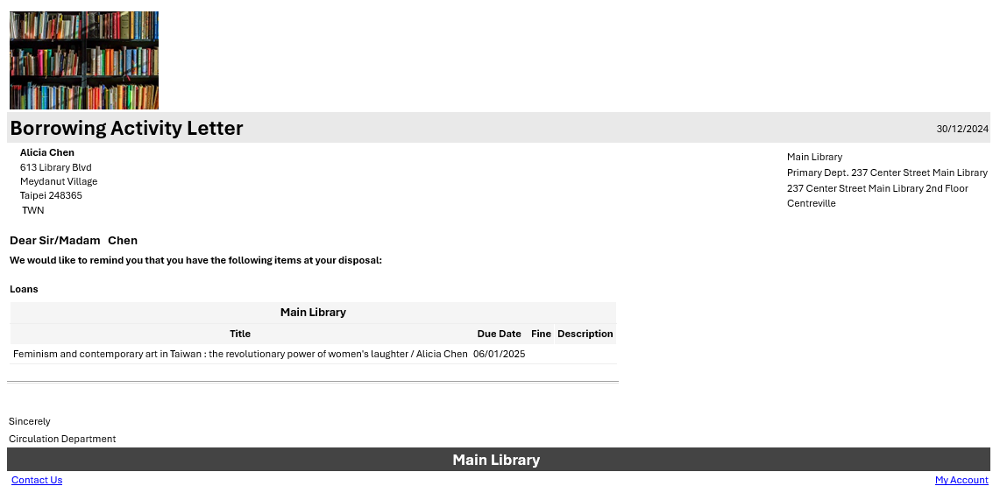 Borrowing Activity Letter
30/12/2024
Alicia Chen
613 Library Blvd
Meydanut Village
Taipei 248365
TWN
Main Library
Primary Dept. 237 Center Street Main Library
237 Center Street Main Library 2nd Floor
Centreville
Dear Sir/Madam Chen
We would like to remind you that you have the following items at your disposal:
Loans
Main Library
Title Due Date Fine Description
Feminism and contemporary art in Taiwan : the revolutionary power of women's laughter / Alicia Chen 06/01/2025
Sincerely
Circulation Department
Main Library
Contact Us My Account